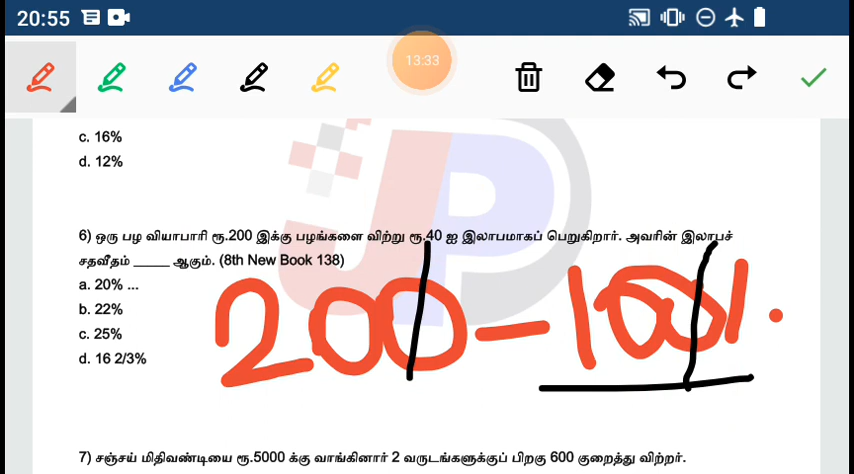 20:55
13:33
c. 16%
d. 12%
JP
6) ஒரு பழ வியாபாரி ரூ.200 இக்கு பழங்களை விற்று ரூ.40 ஐ இலாபமாகப் பெறுகிறார். அவரின் இலாபச்
சதவீதம் _____ ஆகும். (8th New Book 138)
a. 20% ...
b. 22%
c. 25%
d. 16 2/3%
200 - 100%
7) சஞ்சய் மிதிவண்டியை ரூ.5000 க்கு வாங்கினார் 2 வருடங்களுக்குப் பிறகு 600 குறைத்து விற்றார்.